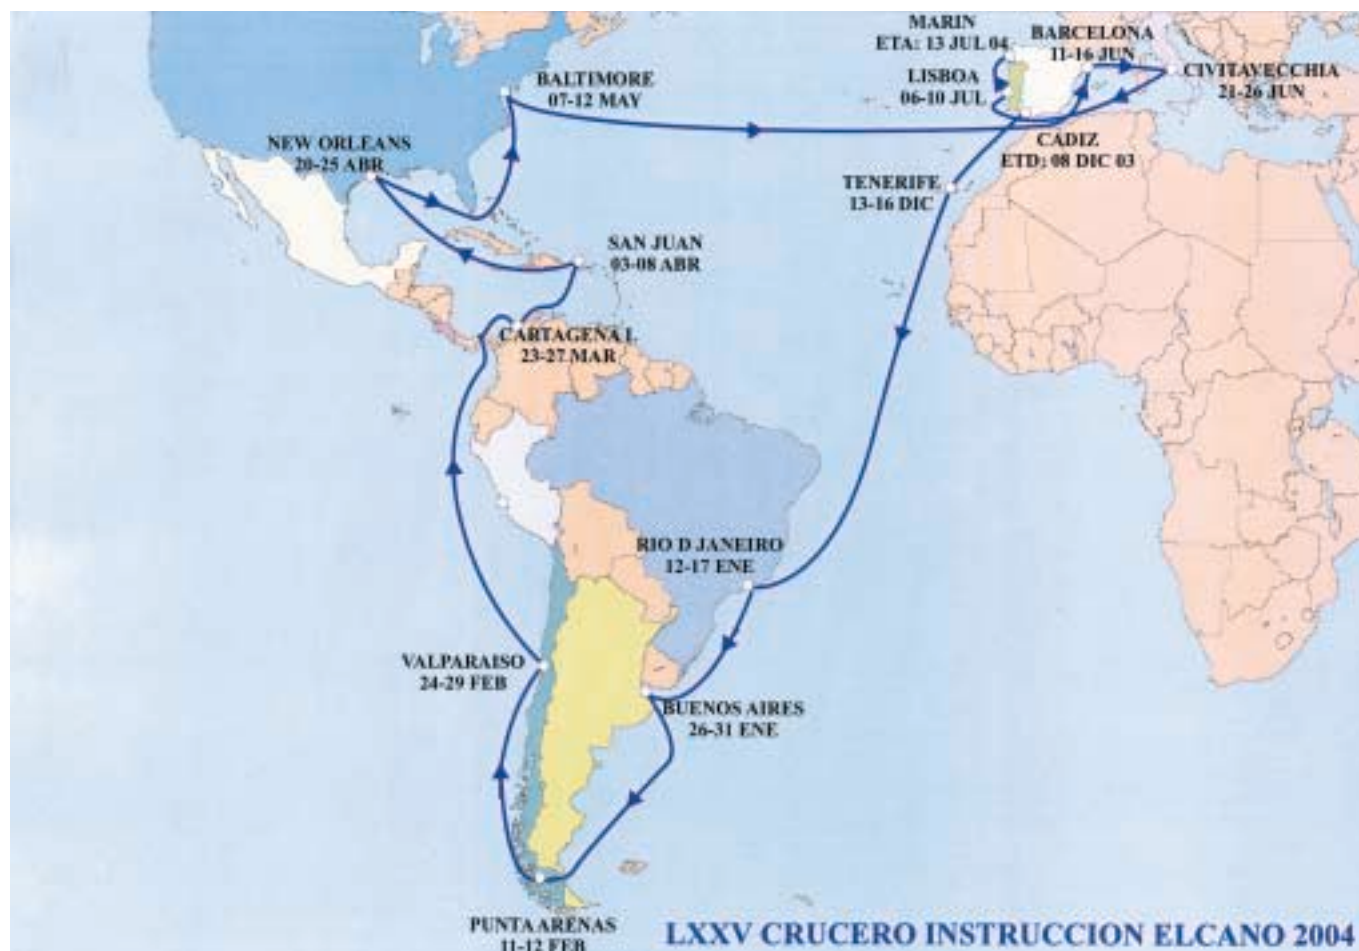 MARIN
ETA: 13 JUL 04
BARCELONA
11-16 JUN
BALTIMORE
07-12 MAY
LISBOA
06-10 JUL
CIVITAVECCHIA
21-26 JUN
NEW ORLEANS
20-25 ABR
CÁDIZ
ETD; 08 DIC 03
TENERIFE
13-16 DIC
SAN JUAN
03-08 ABR
CARTAGENA I.
23-27 MAR
RIO D JANEIRO
12-17 ENE
VALPARAISO
24-29 FEB
BUENOS AIRES
26-31 ENE
PUNTA ARENAS
11-12 FEB
LXXV CRUCERO INSTRUCCION ELCANO 2004